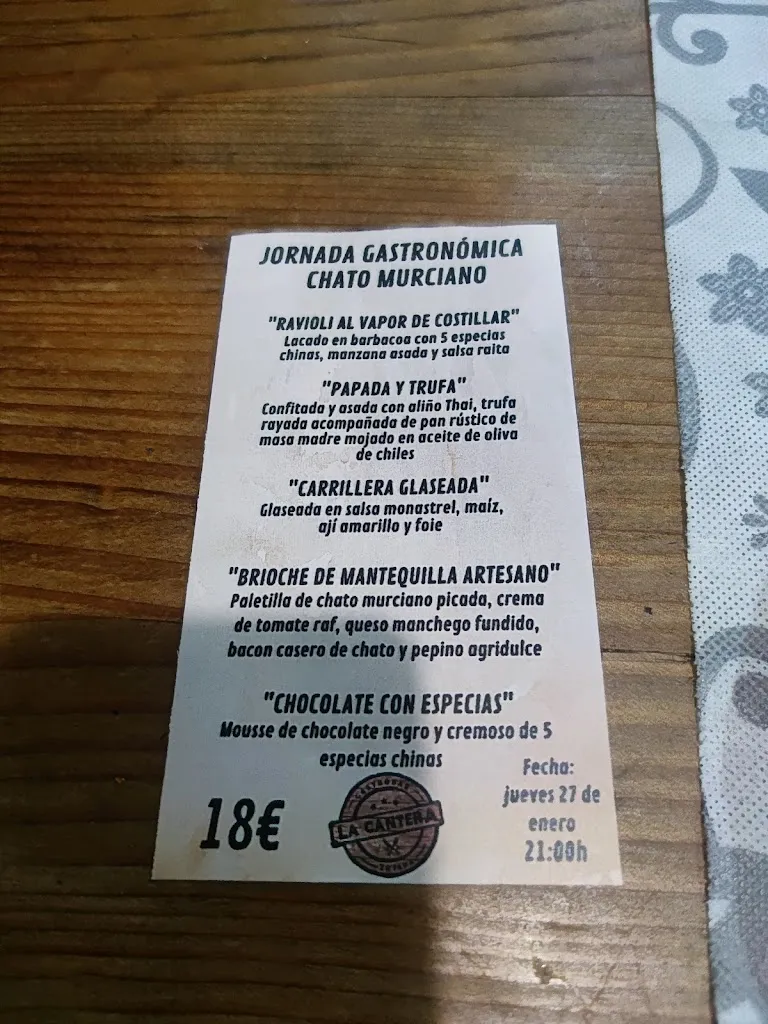 JORNADA GASTRONÓMICA
CHATO MURCIANO
"RAVIOLI AL VAPOR DE COSTILLAR"
Lacado en barbacoa con 5 especias
chinas, manzana asada y salsa raita
"PAPADA Y TRUFA"
Confitada y asada con aliño Thai, trufa
rayada acompañada de pan rústico de
masa madre mojado en aceite de oliva
de chiles
"CARRILLERA GLASEADA"
Glaseada en salsa monastrel, maíz,
ají amarillo y foie
"BRIOCHE DE MANTEQUILLA ARTESANO"
Paletilla de chato murciano picada, crema
de tomate raf, queso manchego fundido,
bacon casero de chato y pepino agridulce
"CHOCOLATE CON ESPECIAS"
Mousse de chocolate negro y cremoso de 5
especias chinas
18€
LA CANTERA
Fecha:
jueves 27 de
enero
21:00h